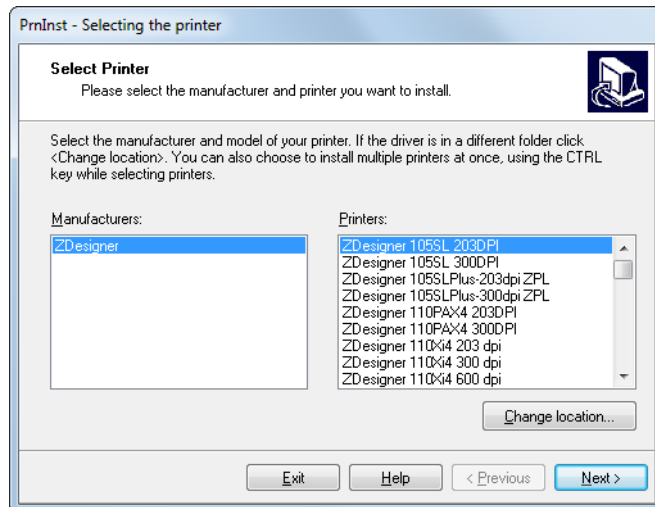 PrnInst - Selecting the printer
Select Printer
Please select the manufacturer and printer you want to install.
Select the manufacturer and model of your printer. If the driver is in a different folder click
<Change location>. You can also choose to install multiple printers at once, using the CTRL
key while selecting printers.
Manufacturers:
ZDesigner
Printers:
ZDesigner 105SL 203DPI
ZDesigner 105SL 300DPI
ZDesigner 105SLPlus-203dpi ZPL
ZDesigner 105SLPlus-300dpi ZPL
ZDesigner 110PAX4 203DPI
ZDesigner 110PAX4 300DPI
ZDesigner 110Xi4 203 dpi
ZDesigner 110Xi4 300 dpi
ZDesigner 110Xi4 600 dpi
Change location...
Exit
Help
< Previous
Next >